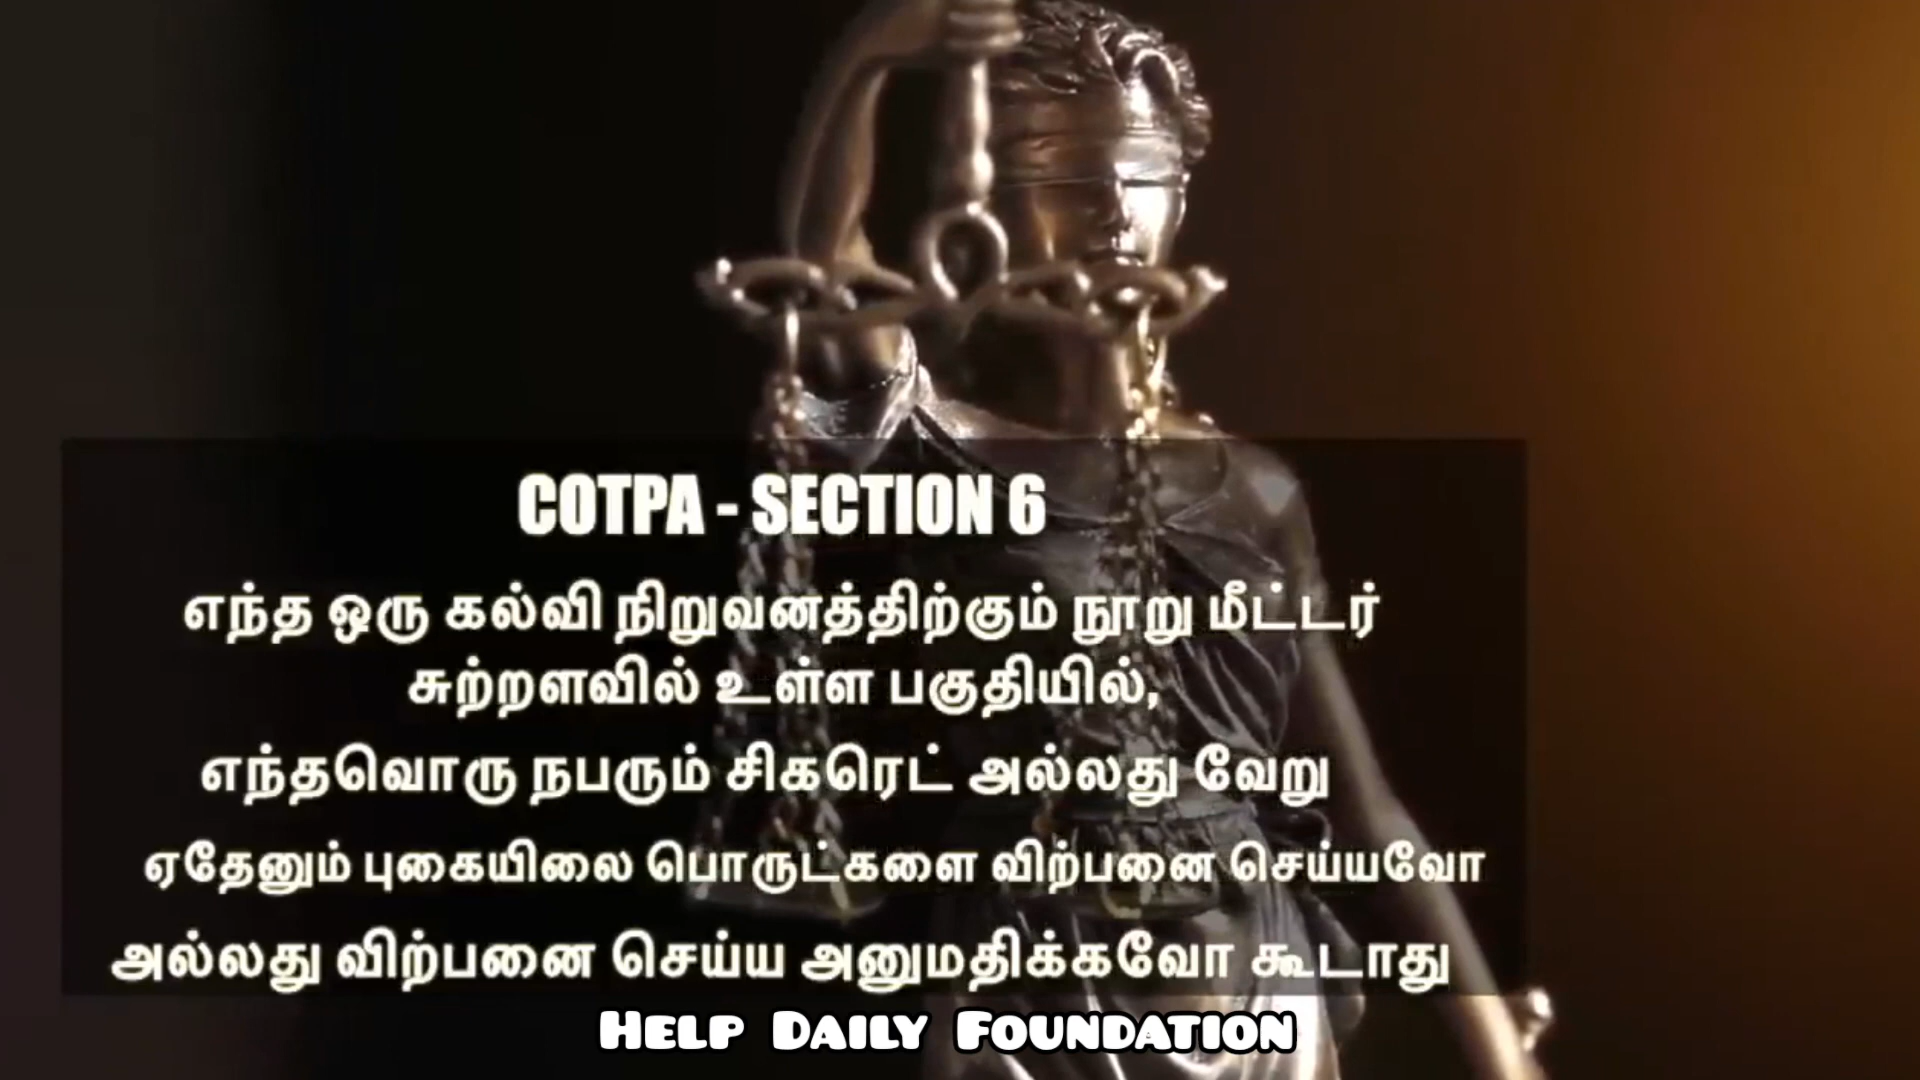 COTPA - SECTION 6
எந்த ஒரு கல்வி நிறுவனத்திற்கும் நூறு மீட்டர்
சுற்றளவில் உள்ள பகுதியில்,
எந்தவொரு நபரும் சிகரெட் அல்லது வேறு
ஏதேனும் புகையிலை பொருட்களை விற்பனை செய்யவோ
அல்லது விற்பனை செய்ய அனுமதிக்கவோ கூடாது
HELP DAILY FOUNDATION